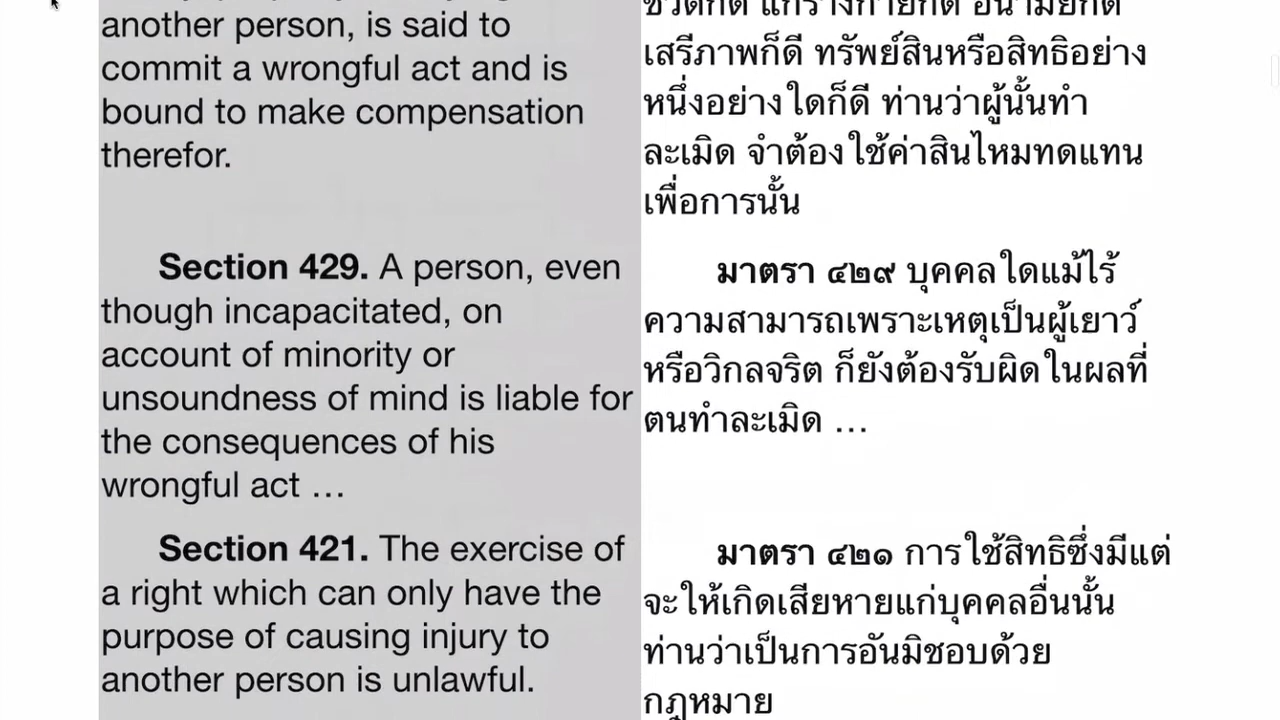 another person, is said to
commit a wrongful act and is
bound to make compensation
therefor.
Section 429. A person, even
though incapacitated, on
account of minority or
unsoundness of mind is liable for
the consequences of his
wrongful act …
Section 421. The exercise of
a right which can only have the
purpose of causing injury to
another person is unlawful.
เสรีภาพก็ดี ทรัพย์สินหรือสิทธิอย่าง
หนึ่งอย่างใดก็ดี ท่านว่าผู้นั้นทำ
ละเมิด จำต้องใช้ค่าสินไหมทดแทน
เพื่อการนั้น
มาตรา ๔๒๙ บุคคลใดแม้ไร้
ความสามารถเพราะเหตุเป็นผู้เยาว์
หรือวิกลจริต ก็ยังต้องรับผิดในผลที่
ตนทำละเมิด …
มาตรา ๔๒๑ การใช้สิทธิซึ่งมีแต่
จะให้เกิดเสียหายแก่บุคคลอื่นนั้น
ท่านว่าเป็นการอันมิชอบด้วย
กฎหมาย